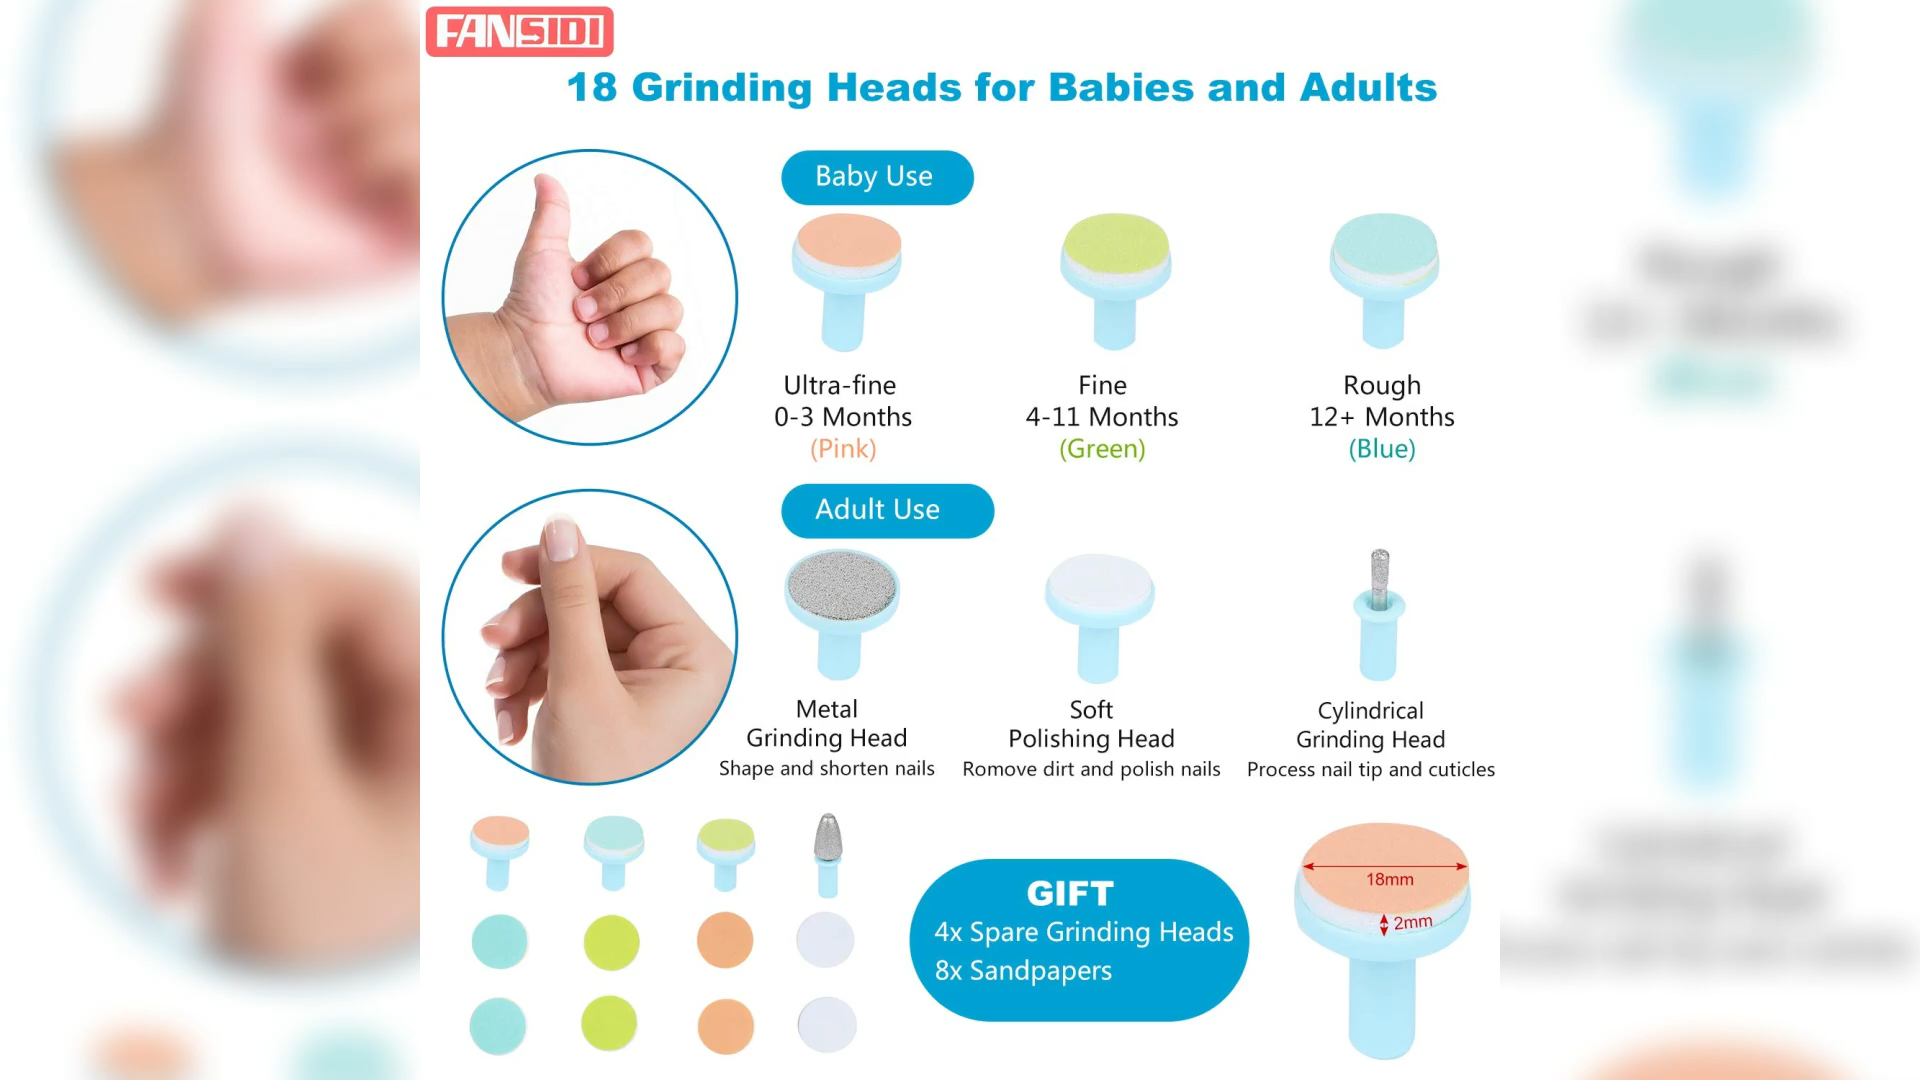 FANSIDI
18 Grinding Heads for Babies and Adults
Baby Use
Ultra-fine
0-3 Months
(Pink)
Fine
4-11 Months
(Green)
Rough
12+ Months
(Blue)
Adult Use
Metal
Grinding Head
Shape and shorten nails
Soft
Polishing Head
Romove dirt and polish nails
Cylindrical
Grinding Head
Process nail tip and cuticles
GIFT
4x Spare Grinding Heads
8x Sandpapers
18mm
2mm